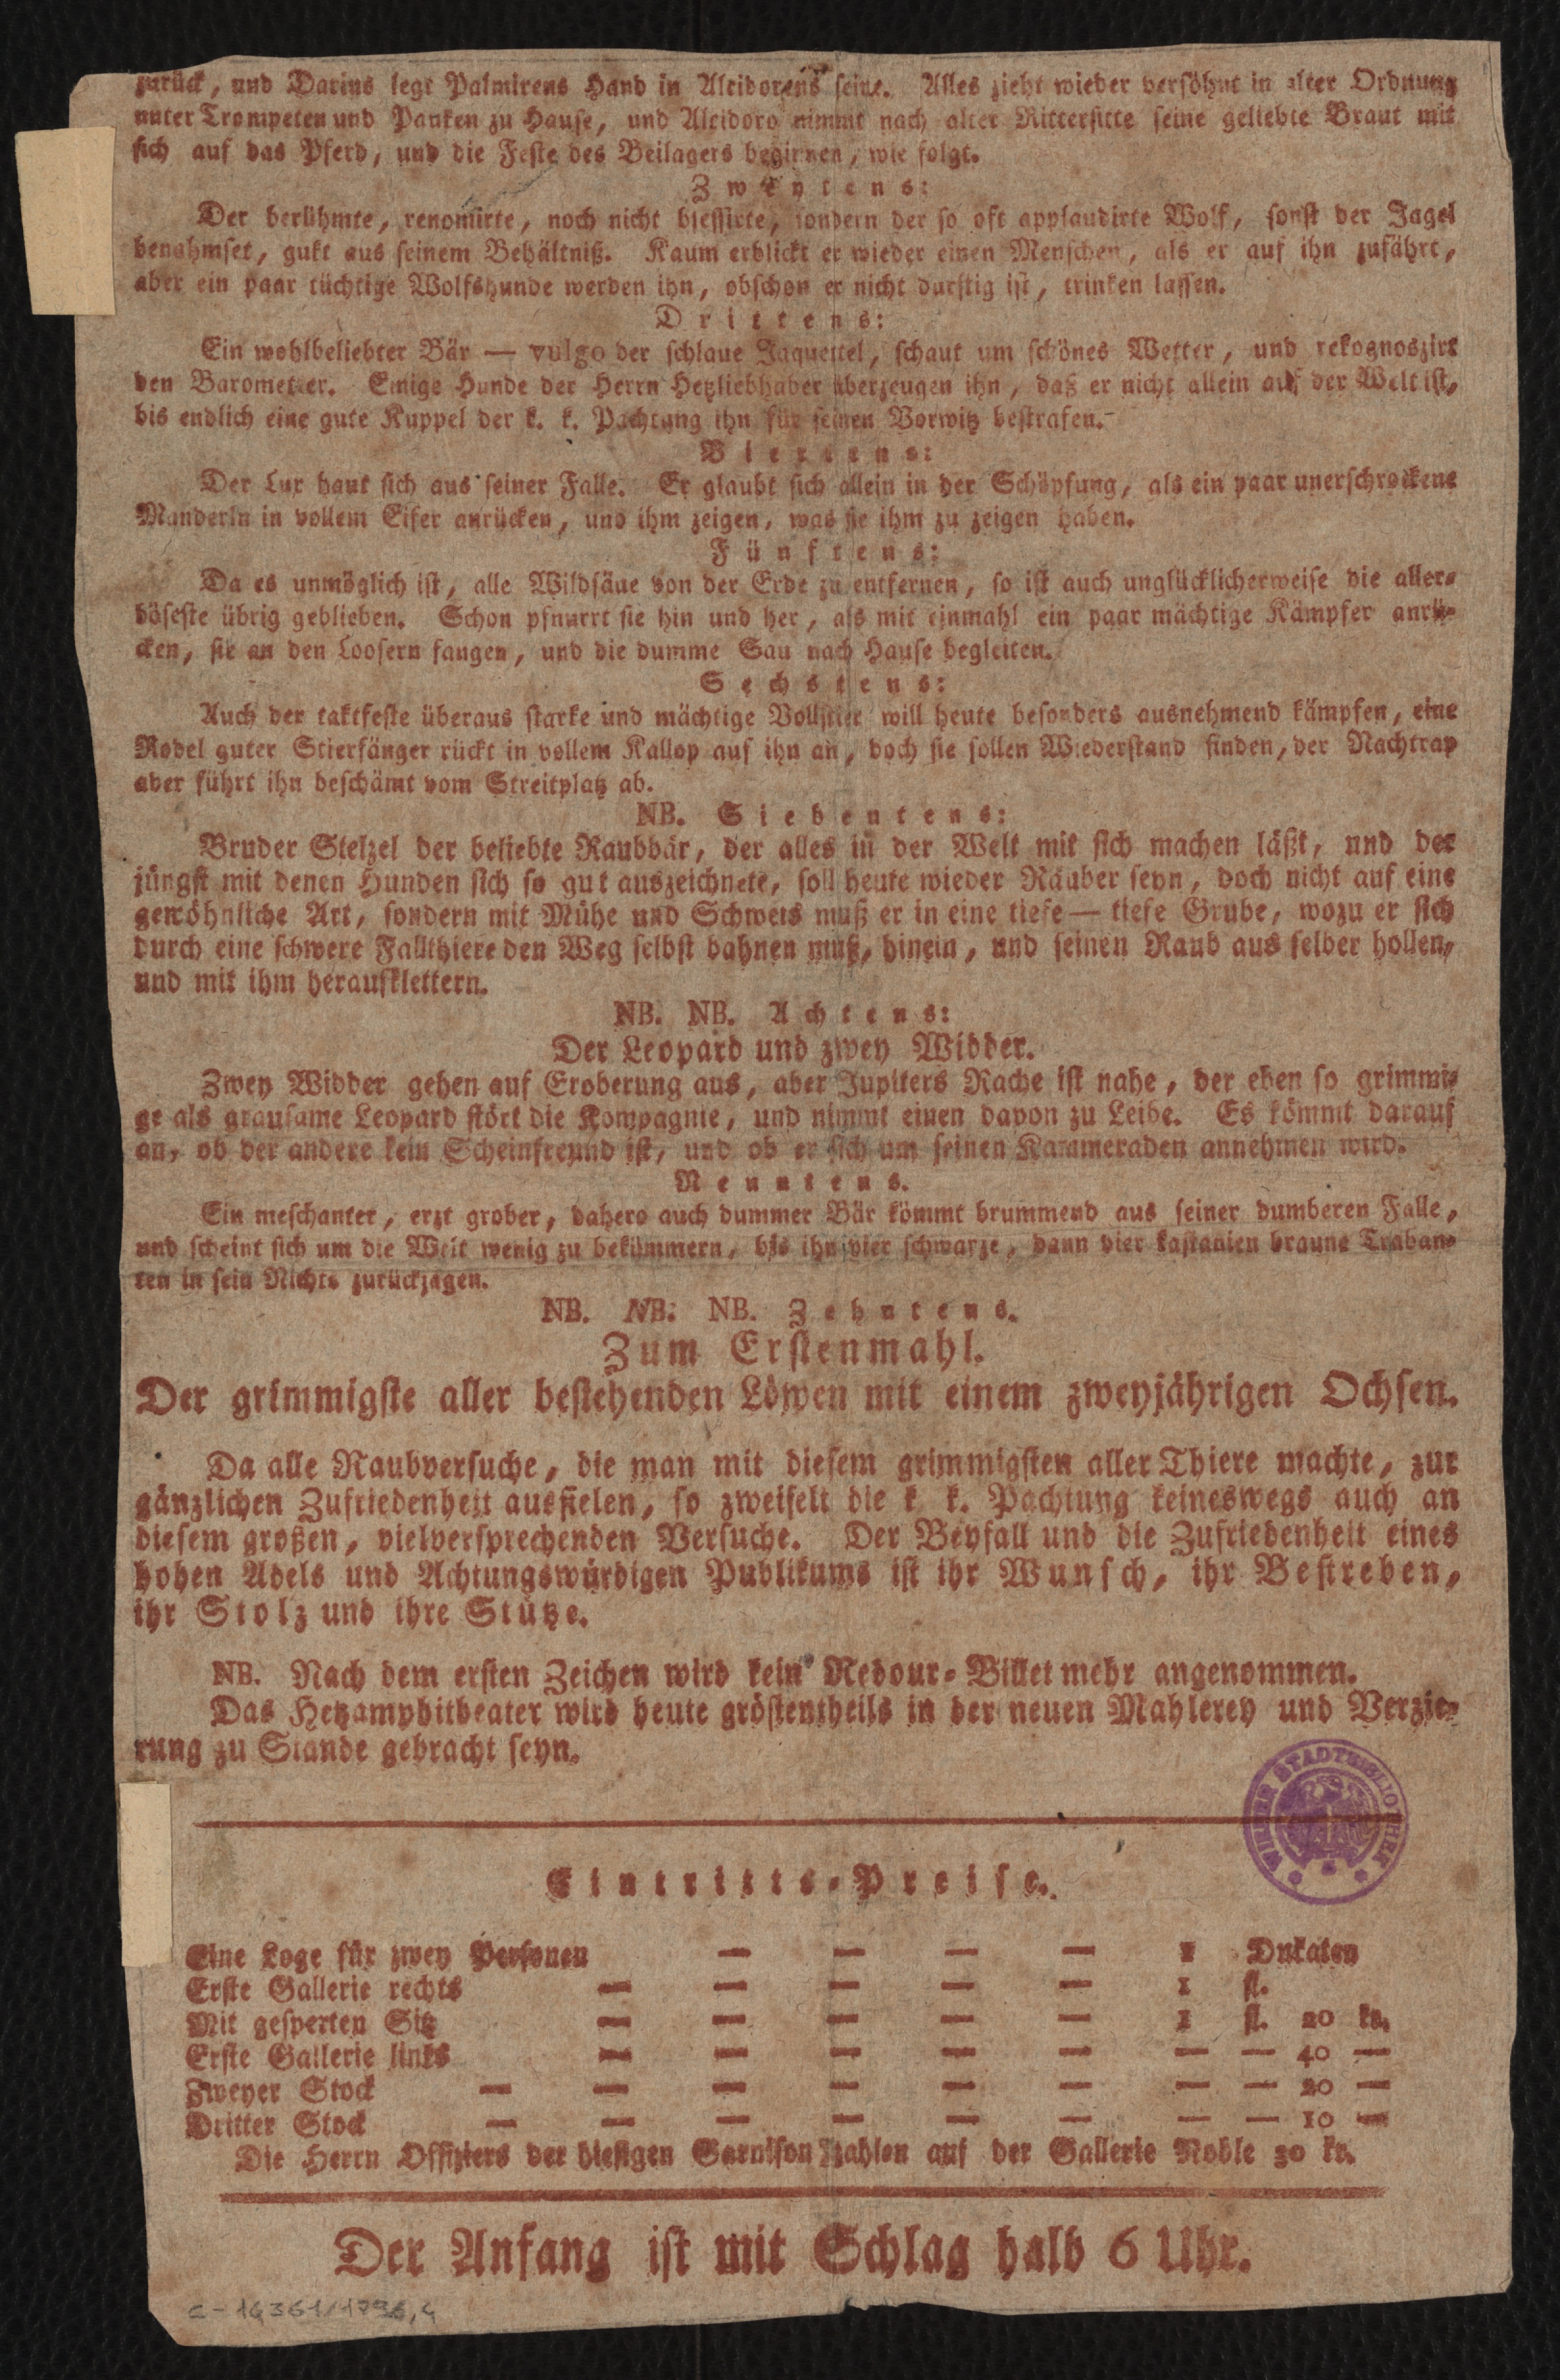 zurück, und Darius legt Palmirens Hand in Alcidorens seine. Alles zieht wieder versöhnt in alter Ordnung
unter Trompeten und Pauken zu Hause, und Alcidoro nimmt nach alter Rittersitte seine geliebte Braut mit
sich auf das Pferd, und die Feste des Beilagers beginnen, wie folgt.
Zweytens:
Der berühmte, renomirte, noch nicht blessirte, sondern der so oft applaudirte Wolf, sonst der Jagel
benahmset, gukt aus seinem Behältniß. Kaum erblickt er wieder einen Menschen, als er auf ihn zufährt,
aber ein paar tüchtige Wolfshunde werden ihn, obschon er nicht durstig ist, trinken lassen.
Drittens:
Ein wohlbeliebter Bär — vulgo der schlaue Jaquettel, schaut um schönes Wetter, und rekognoszirt
den Barometer. Einige Hunde der Herrn Hetzliebhaber überzeugen ihn, daß er nicht allein auf der Welt ist,
bis endlich eine gute Kuppel der k. k. Pachtung ihn für seinen Vorwitz bestrafen.
Viertens:
Der Lux haut sich aus seiner Falle. Er glaubt sich allein in der Schöpfung, als ein paar unerschrockene
Manderln in vollem Eifer anrücken, und ihm zeigen, was sie ihm zu zeigen haben.
Fünftens:
Da es unmöglich ist, alle Wildsäue von der Erde zu entfernen, so ist auch unglücklicherweise die aller-
böseste übrig geblieben. Schon pfnurrt sie hin und her, als mit einmahl ein paar mächtige Kämpfer anrü-
cken, sie an den Loosern fangen, und die dumme Sau nach Hause begleiten.
Sechstens:
Auch der taktfeste überaus starke und mächtige Vollstier will heute besonders ausnehmend kämpfen, eine
Rodel guter Stierfänger rückt in vollem Kallop auf ihn an, doch sie sollen Wiederstand finden, der Nachtrap
aber führt ihn beschämt vom Streitplatz ab.
NB. Siebentens:
Bruder Stelzel der beliebte Raubbär, der alles in der Welt mit sich machen läßt, und der
jüngst mit denen Hunden sich so gut auszeichnete, soll heute wieder Räuber seyn, doch nicht auf eine
gewöhnliche Art, sondern mit Mühe und Schweis muß er in eine tiefe — tiefe Grube, wozu er sich
durch eine schwere Fallthiere den Weg selbst bahnen muß, hinein, und seinen Raub aus selber hollen,
und mit ihm herausklettern.
NB. NB. Achtens:
Der Leopard und zwey Widder.
Zwey Widder gehen auf Eroberung aus, aber Jupiters Rache ist nahe, der eben so grimmi-
ge als grausame Leopard stört die Kompagnie, und nimmt einen davon zu Leibe. Es kömmt darauf
an, ob der andere kein Scheinfreund ist, und ob er sich um seinen Kammeraden annehmen wird.
Neuntens.
Ein meschanter, erzt grober, dahero auch dummer Bär kömmt brummend aus seiner dumberen Falle,
und scheint sich um die Welt wenig zu bekümmern, bis ihn vier schwarze, dann vier kastanien braune Traban-
ten in sein Nichts zurückjagen.
NB. NB. NB. Zehntens.
Zum Erstenmahl.
Der grimmigste aller bestehenden Löwen mit einem zweyjährigen Ochsen.
Da alle Raubversuche, die man mit diesem grimmigsten aller Thiere machte, zur
gänzlichen Zufriedenheit ausfielen, so zweifelt die k. k. Pachtung keineswegs auch an
diesem großen, vielversprechenden Versuche. Der Beyfall und die Zufriedenheit eines
hohen Adels und Achtungswürdigen Publikums ist ihr Wunsch, ihr Bestreben,
ihr Stolz und ihre Stütze.
NB. Nach dem ersten Zeichen wird kein Redour-Billet mehr angenommen.
Das Hetzamphitheater wird heute gröstentheils in der neuen Mahlerey und Verzie-
rung zu Stande gebracht seyn.
WIENER STADTBIBLIOTHEK
Eintritts-Preise.
Eine Loge für zwey Personen — — — — 1 Dukaten
Erste Gallerie rechts — — — — — 1 fl.
Mit gesperten Sitz — — — — — 1 fl. 20 kr.
Erste Gallerie links — — — — — — — 40 —
Zweyer Stock — — — — — — — — 20 —
Dritter Stock — — — — — — — — 10 —
Die Herrn Offiziers der hiesigen Garnison zahlen auf der Gallerie Noble 30 kr.
Der Anfang ist mit Schlag halb 6 Uhr.
C-14361/1796,4